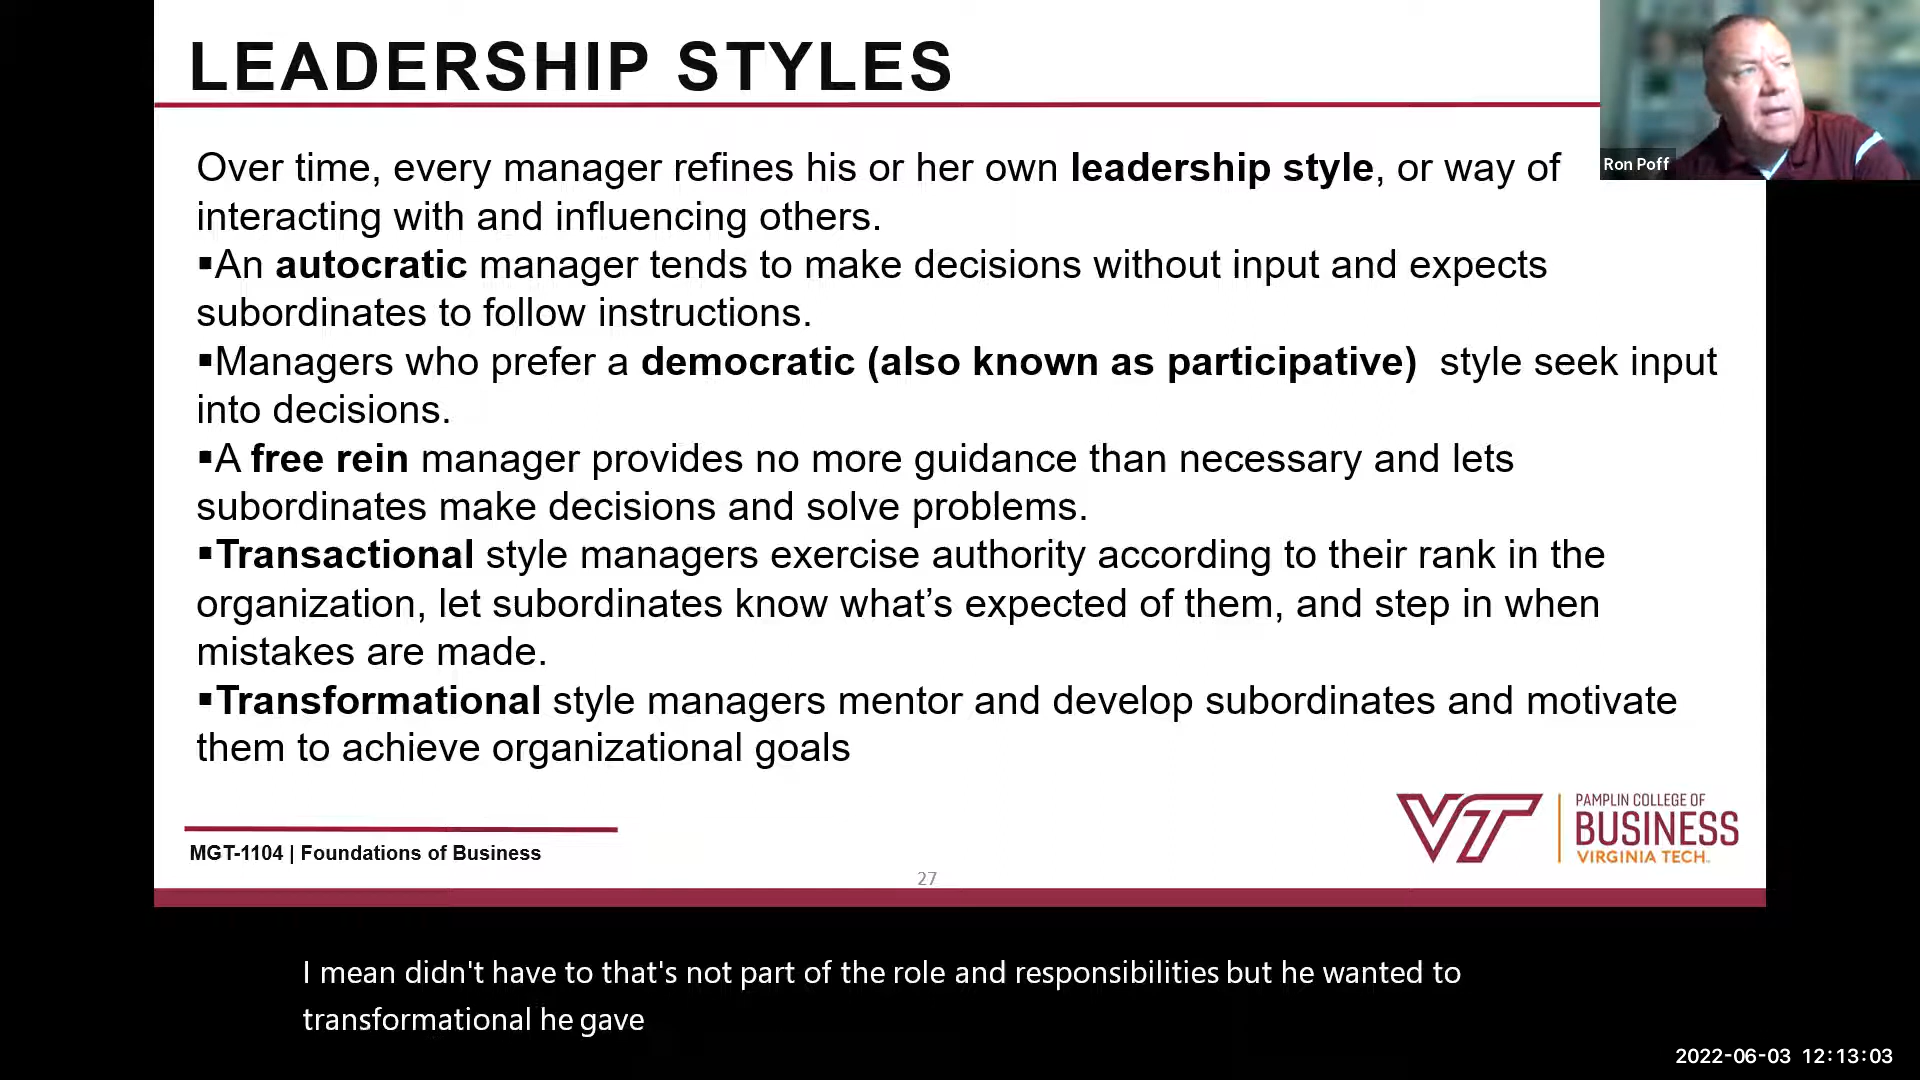 LEADERSHIP STYLES
Ron Poff
Over time, every manager refines his or her own leadership style, or way of
interacting with and influencing others.
▪An autocratic manager tends to make decisions without input and expects
subordinates to follow instructions.
▪Managers who prefer a democratic (also known as participative)  style seek input
into decisions.
▪A free rein manager provides no more guidance than necessary and lets
subordinates make decisions and solve problems.
▪Transactional style managers exercise authority according to their rank in the
organization, let subordinates know what’s expected of them, and step in when
mistakes are made.
▪Transformational style managers mentor and develop subordinates and motivate
them to achieve organizational goals
VT
PAMPLIN COLLEGE OF
BUSINESS
VIRGINIA TECH.
MGT-1104 | Foundations of Business
27
I mean didn't have to that's not part of the role and responsibilities but he wanted to
transformational he gave
2022-06-03 12:13:03